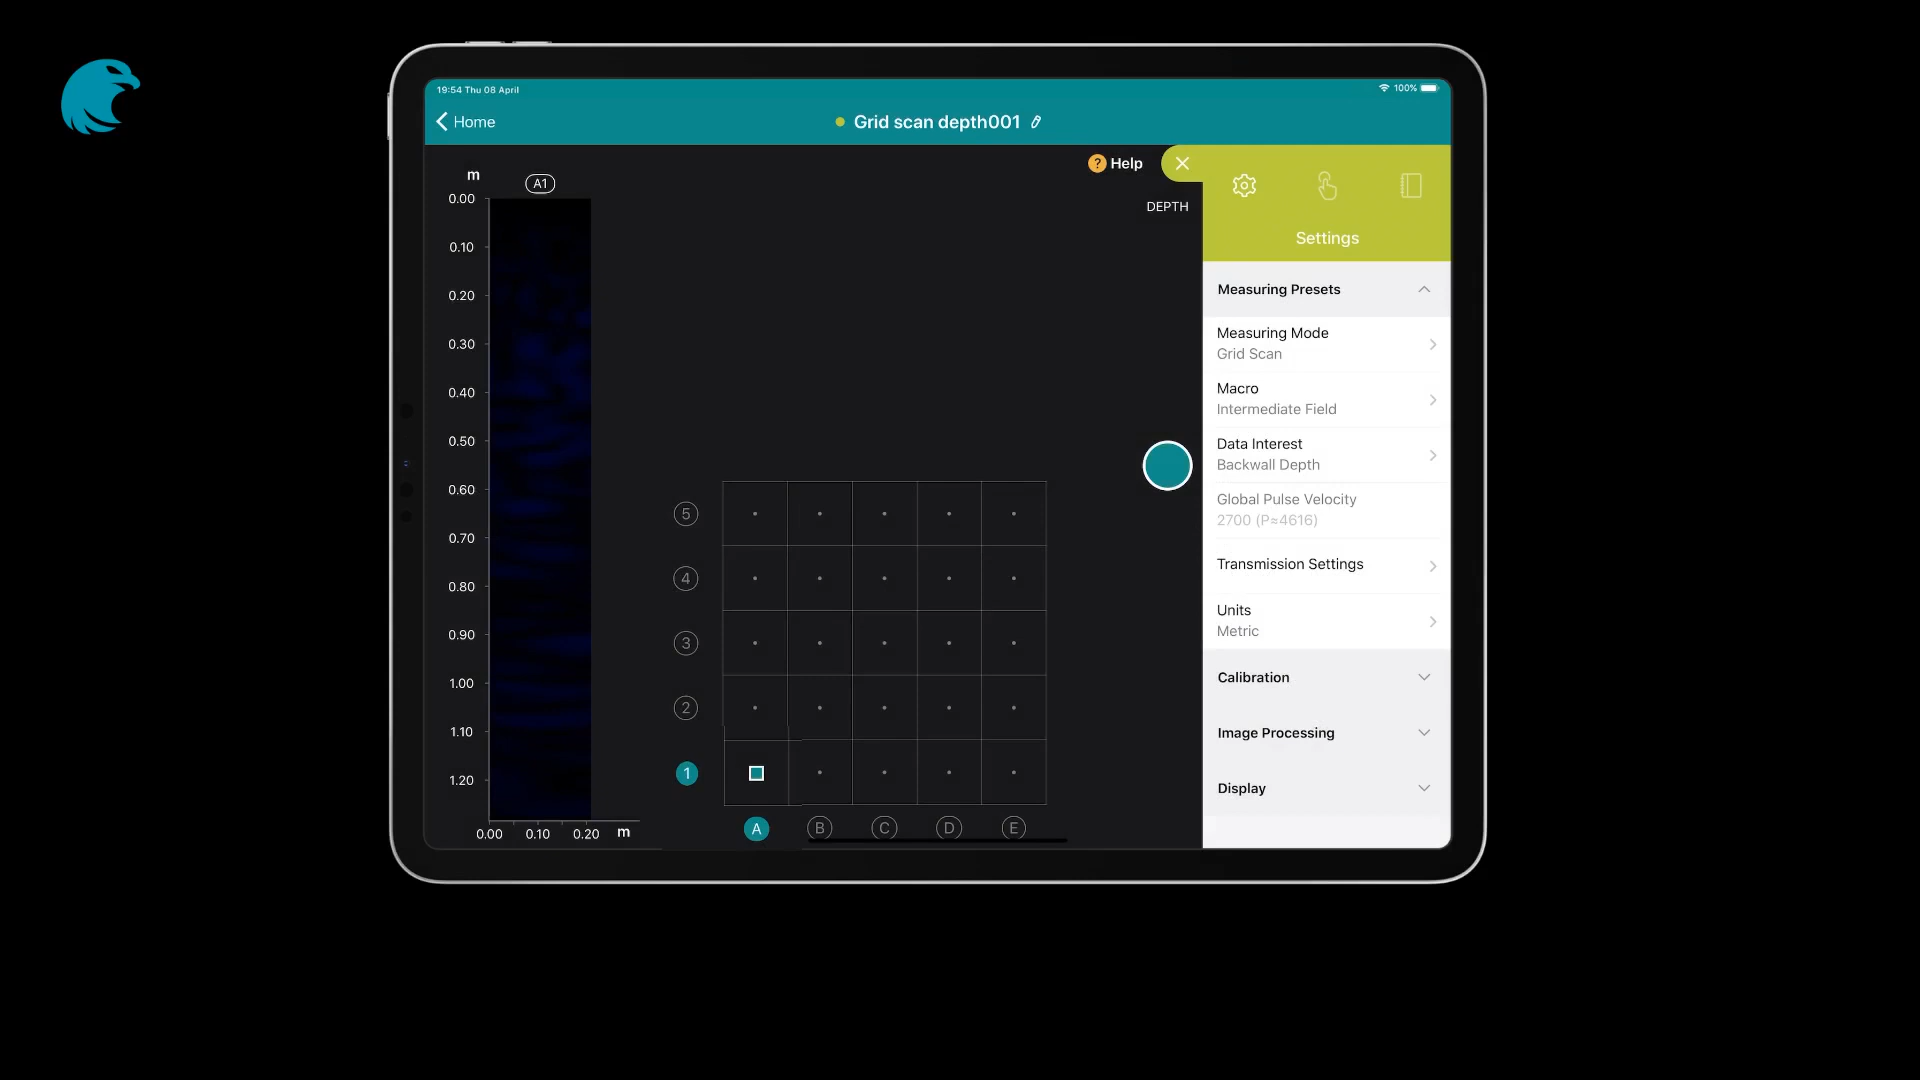 19:54 Thu 08 April
100%
Home
Grid scan depth001
? Help
DEPTH
m
A1
0.00
0.10
0.20
0.30
0.40
0.50
0.60
0.70
0.80
0.90
1.00
1.10
1.20
0.00 0.10 0.20 m
5
4
3
2
1
A B C D E
Settings
Measuring Presets
Measuring Mode
Grid Scan
Macro
Intermediate Field
Data Interest
Backwall Depth
Global Pulse Velocity
2700 (P≈4616)
Transmission Settings
Units
Metric
Calibration
Image Processing
Display